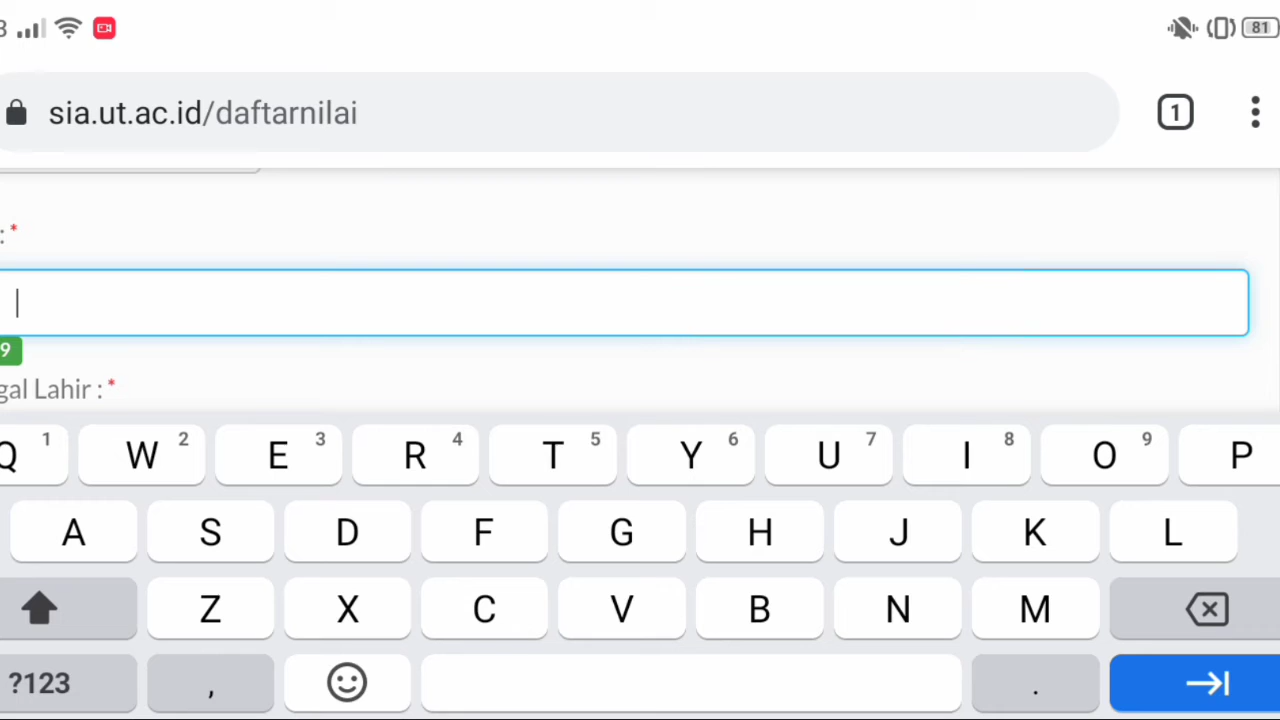 3 81
sia.ut.ac.id/daftarnilai 1
: *
9
gal Lahir : *
Q 1 W 2 E 3 R 4 T 5 Y 6 U 7 I 8 O 9 P
A S D F G H J K L
Z X C V B N M
?123 , .